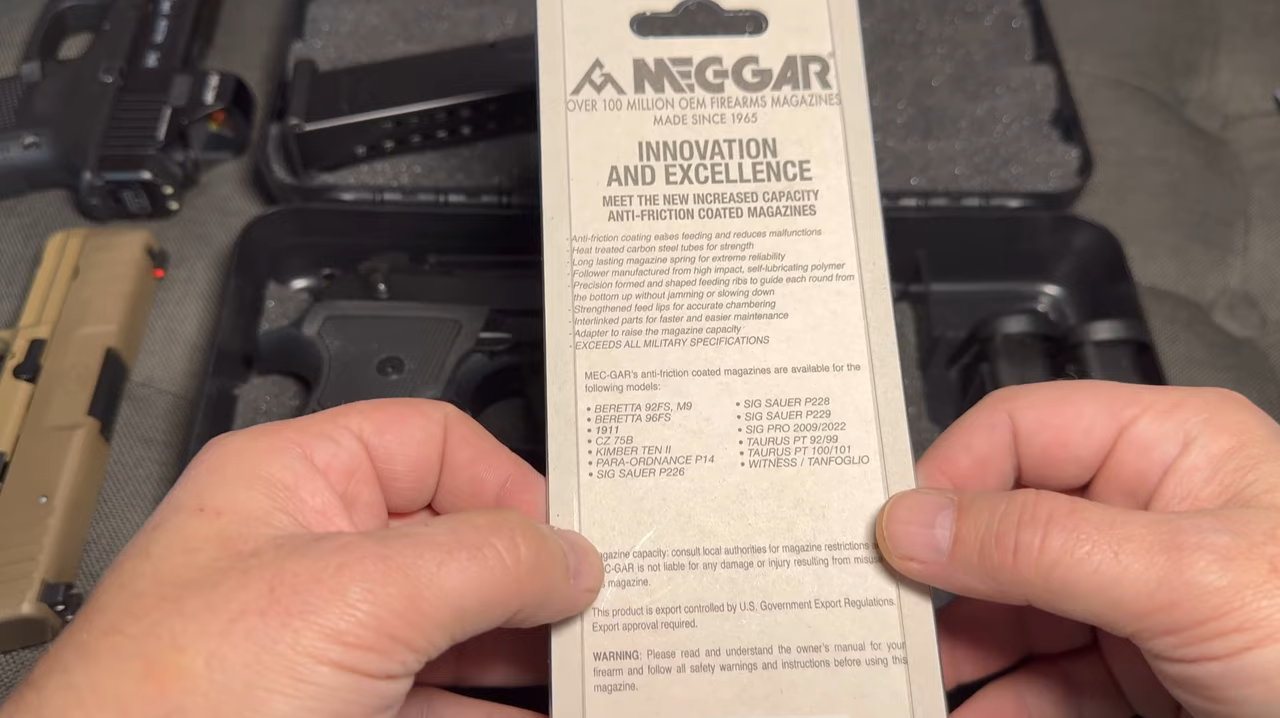 MEC-GAR
OVER 100 MILLION OEM FIREARMS MAGAZINES
MADE SINCE 1965
INNOVATION
AND EXCELLENCE
MEET THE NEW INCREASED CAPACITY
ANTI-FRICTION COATED MAGAZINES
- Anti-friction coating eases feeding and reduces malfunctions
- Heat treated carbon steel tubes for strength
- Long lasting magazine spring for extreme reliability
- Follower manufactured from high impact, self-lubricating polymer
- Precision formed and shaped feeding ribs to guide each round from
the bottom up without jamming or slowing down
- Strengthened feed lips for accurate chambering
- Interlinked parts for faster and easier maintenance
- Adapter to raise the magazine capacity
- EXCEEDS ALL MILITARY SPECIFICATIONS
MEC-GAR's anti-friction coated magazines are available for the
following models:
• BERETTA 92FS, M9
• BERETTA 96FS
• 1911
• CZ 75B
• KIMBER TEN II
• PARA-ORDNANCE P14
• SIG SAUER P226
• SIG SAUER P228
• SIG SAUER P229
• SIG PRO 2009/2022
• TAURUS PT 92/99
• TAURUS PT 100/101
• WITNESS / TANFOGLIO
agazine capacity: consult local authorities for magazine restrictions
C-GAR is not liable for any damage or injury resulting from misus
magazine.
This product is export controlled by U.S. Government Export Regulations.
Export approval required.
WARNING: Please read and understand the owner's manual for your
firearm and follow all safety warnings and instructions before using this
magazine.